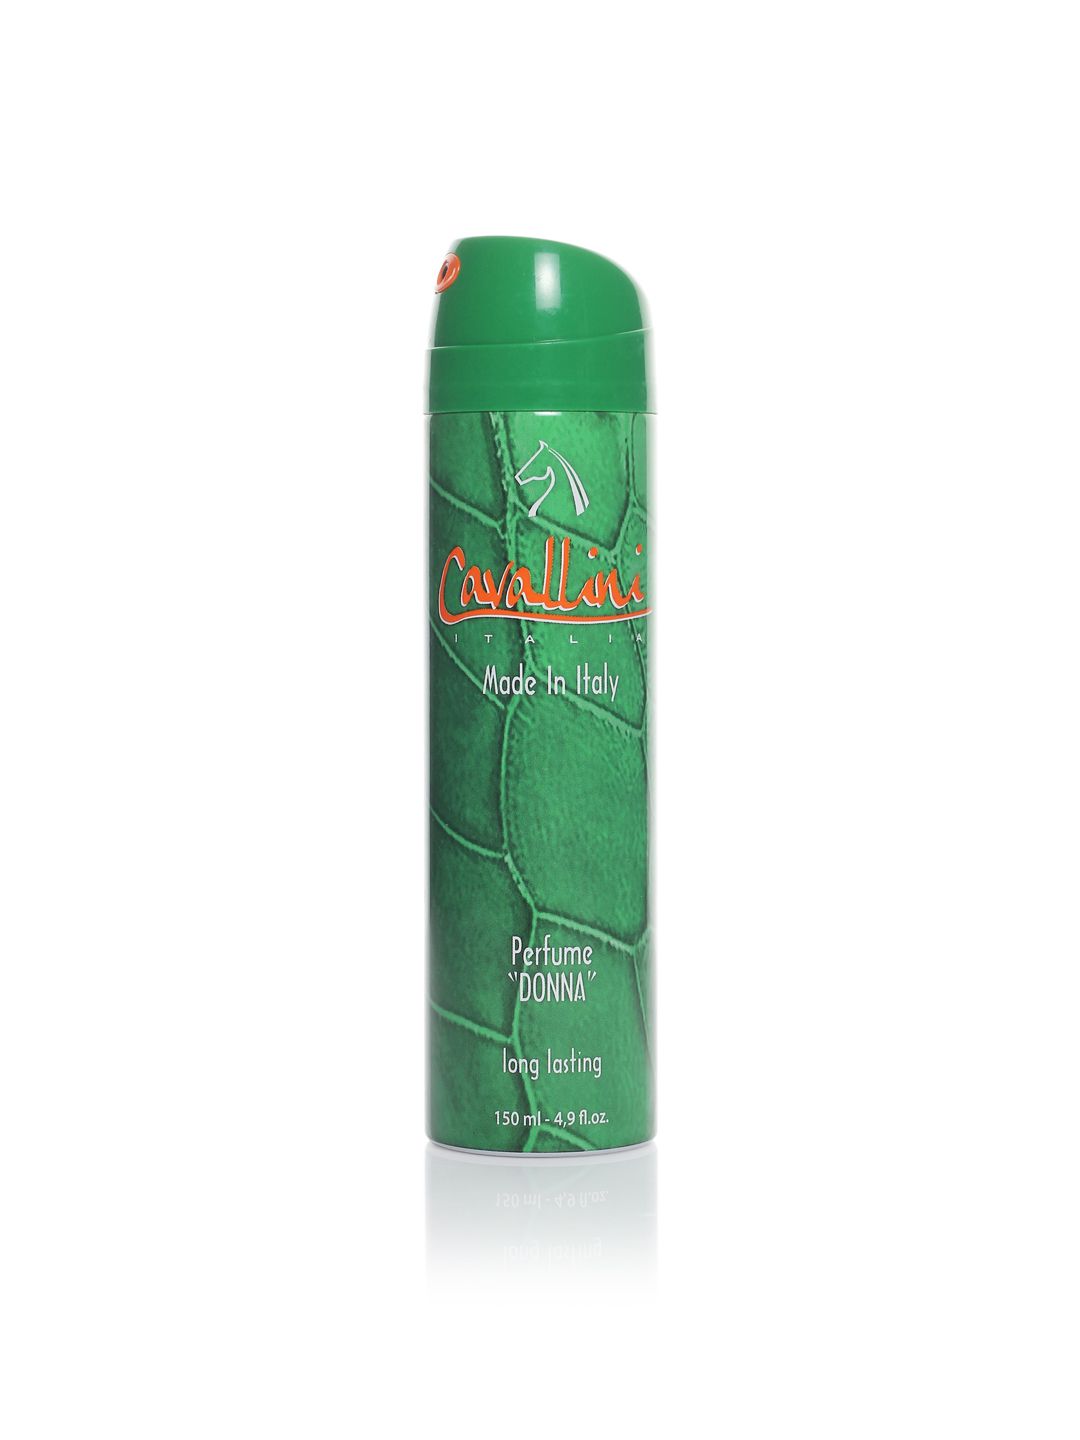 Cavallini
ITALIA
Made In Italy
Perfume
"DONNA"
long lasting
150 ml - 4,9 fl.oz.